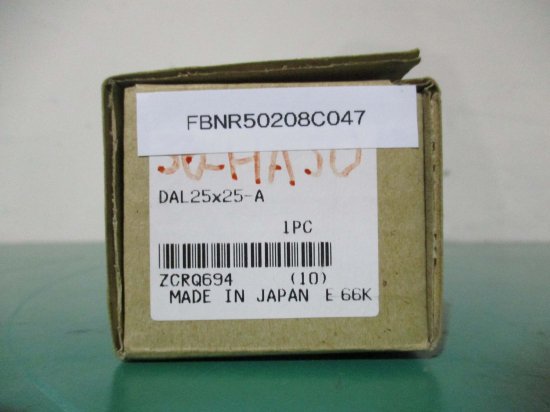 FBNR50208C047
DAL25x25-A
1PC
ZCRQ694 (10)
MADE IN JAPAN E 66K